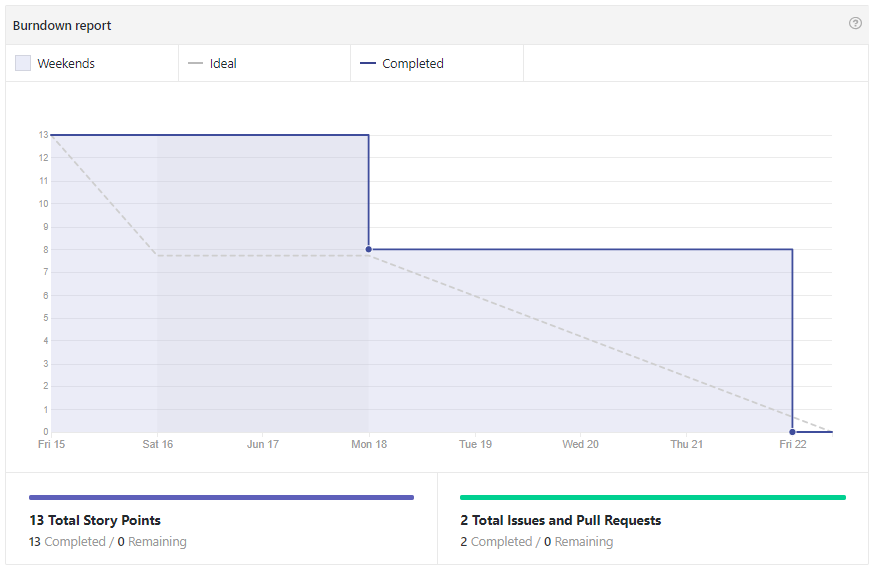 Burndown report
Weekends Ideal Completed
13
12
11
10
9
8
7
6
5
4
3
2
1
0
Fri 15 Sat 16 Jun 17 Mon 18 Tue 19 Wed 20 Thu 21 Fri 22
13 Total Story Points
13 Completed / 0 Remaining
2 Total Issues and Pull Requests
2 Completed / 0 Remaining